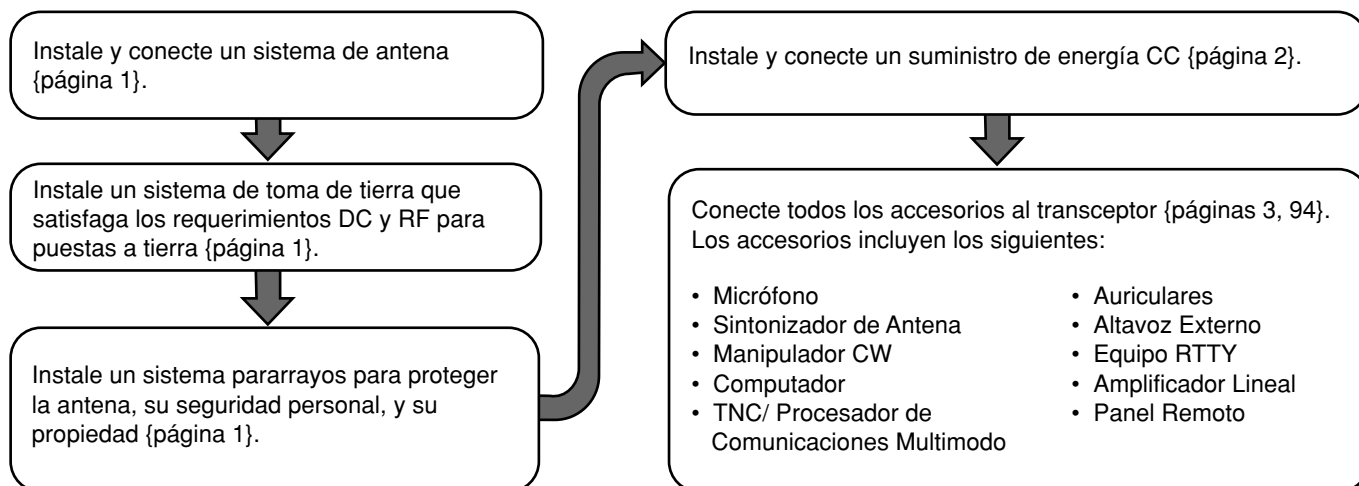 Instale y conecte un sistema de antena
{página 1}.
Instale un sistema de toma de tierra que
satisfaga los requerimientos DC y RF para
puestas a tierra {página 1}.
Instale un sistema pararrayos para proteger
la antena, su seguridad personal, y su
propiedad {página 1}.
Instale y conecte un suministro de energía CC {página 2}.
Conecte todos los accesorios al transceptor {páginas 3, 94}.
Los accesorios incluyen los siguientes:
• Micrófono
• Sintonizador de Antena
• Manipulador CW
• Computador
• TNC/ Procesador de
Comunicaciones Multimodo
• Auriculares
• Altavoz Externo
• Equipo RTTY
• Amplificador Lineal
• Panel Remoto